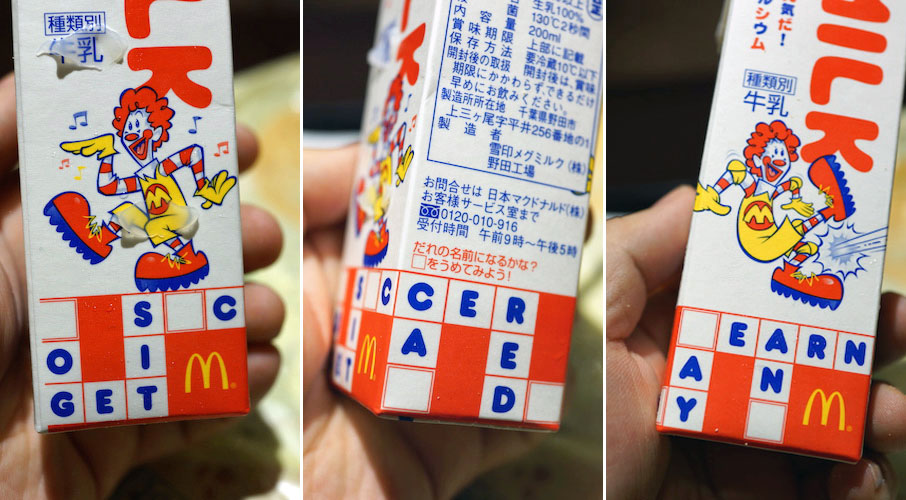 LK
種類別
牛乳
S C
O I
G E T
生乳100%
菌 130℃2秒間
内容量 200ml
賞味期限 上部に記載
保存方法 要冷蔵10℃以下
開封後の取扱 開封後は、賞味
期限にかかわらず、できるだけ
早めにお飲みください。
製造所所在地 千葉県野田市
上三ヶ尾字平井256番地の1
製造者
雪印メグミルク(株)
野田工場
お問合せは 日本マクドナルド(株)
お客様サービス室まで
0120-010-916
受付時間 午前9時〜午後5時
だれの名前になるかな?
□をうめてみよう!
S C C E R
I A E
T D
気だ!
ルシウム
MILK
種類別
牛乳
E A R N
A N
Y